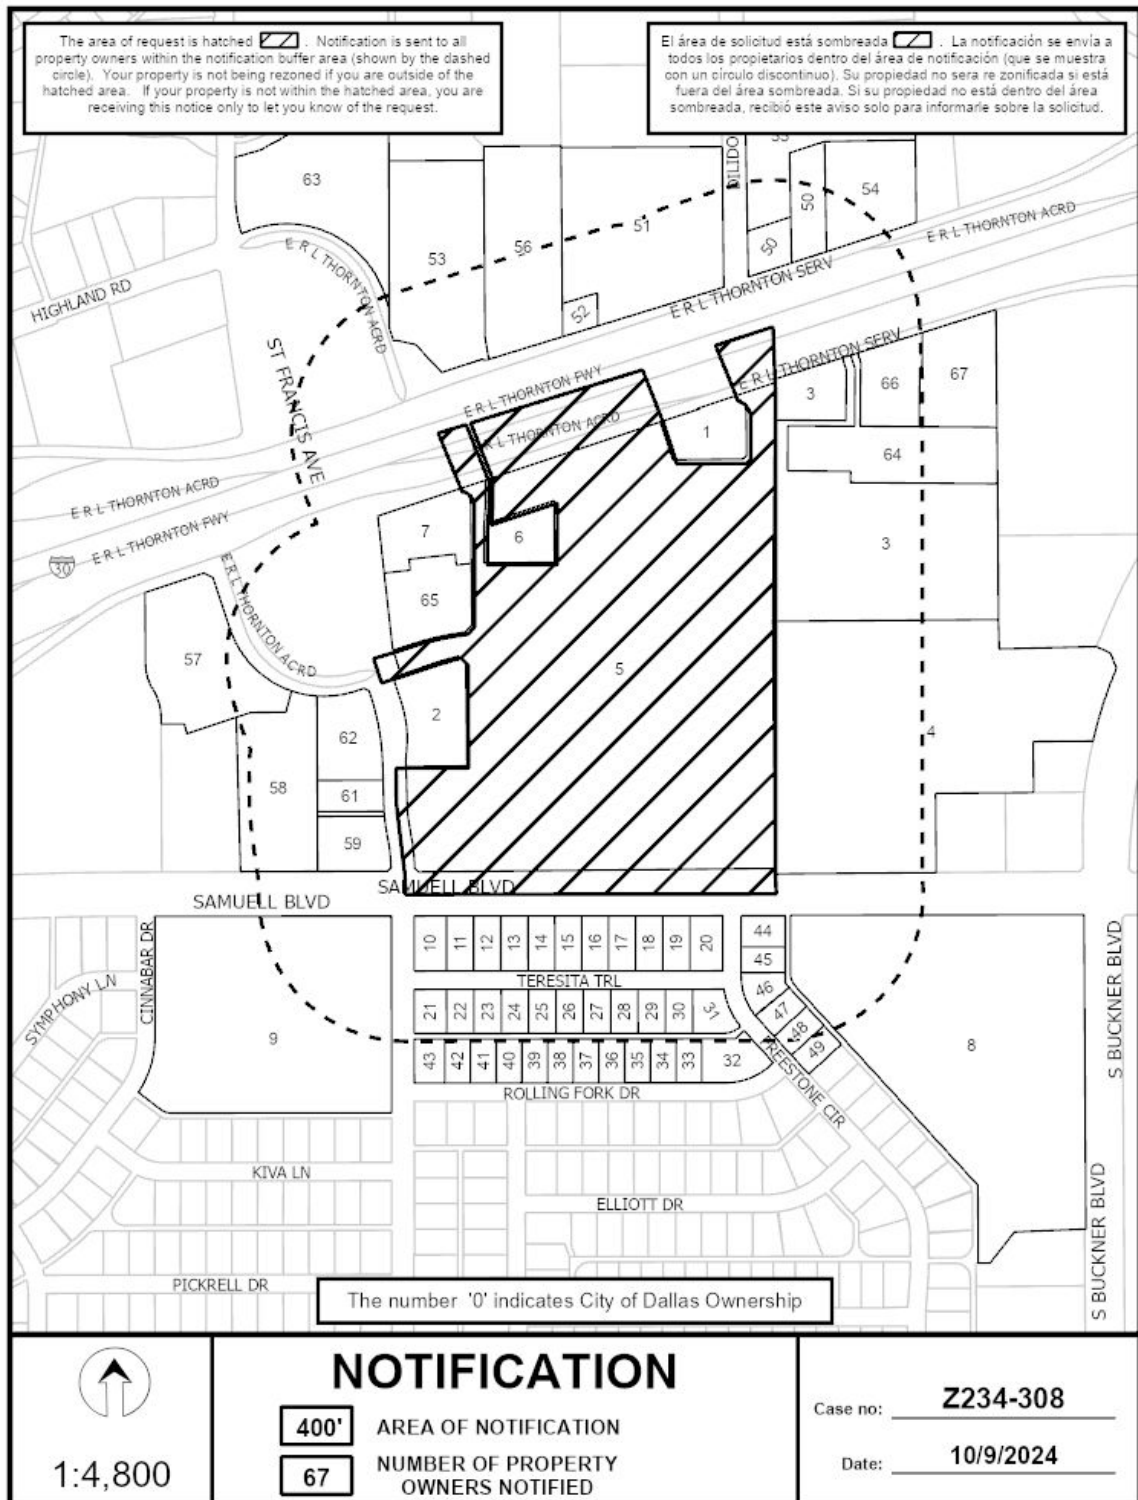 The area of request is hatched . Notification is sent to all
property owners within the notification buffer area (shown by the dashed
circle). Your property is not being rezoned if you are outside of the
hatched area. If your property is not within the hatched area, you are
receiving this notice only to let you know of the request.
El área de solicitud está sombreada . La notificación se envía a
todos los propietarios dentro del área de notificación (que se muestra
con un círculo discontinuo). Su propiedad no sera re zonificada si está
fuera del área sombreada. Si su propiedad no está dentro del área
sombreada, recibió este aviso solo para informarle sobre la solicitud.
DILIDO
63
50
54
51
E R L THORNTON ACRD
E R L THORNTON ACRD
53
56
50
HIGHLAND RD
E R L THORNTON SERV
52
ST FRANCIS AVE
E R L THORNTON SERV
E R L THORNTON FWY
3
66
67
R L THORNTON ACRD
1
64
E R L THORNTON ACRD
E R L THORNTON FWY
30
7
6
3
E R L THORNTON ACRD
65
57
5
2
4
62
58
61
59
SAMUELL BLVD
SAMUELL BLVD
CINNABAR DR
10
11
12
13
14
15
16
17
18
19
20
44
45
S BUCKNER BLVD
TERESITA TRL
SYMPHONY LN
46
21
22
23
24
25
26
27
28
29
30
31
47
48
49
9
8
43
42
41
40
39
38
37
36
35
34
33
32
REESTONE CIR
ROLLING FORK DR
KIVA LN
ELLIOTT DR
S BUCKNER BLVD
PICKRELL DR
The number '0' indicates City of Dallas Ownership
1:4,800
NOTIFICATION
400' AREA OF NOTIFICATION
67 NUMBER OF PROPERTY
OWNERS NOTIFIED
Case no: Z234-308
Date: 10/9/2024